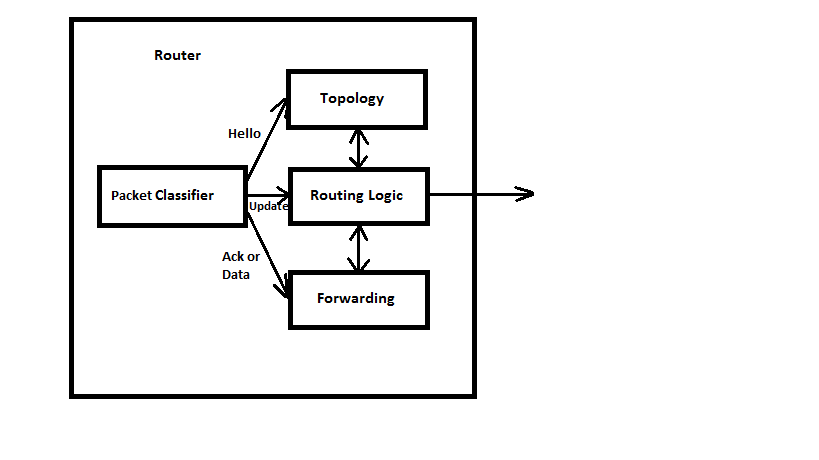 Router
Topology
Hello
Packet Classifier
Update
Routing Logic
Ack or
Data
Forwarding